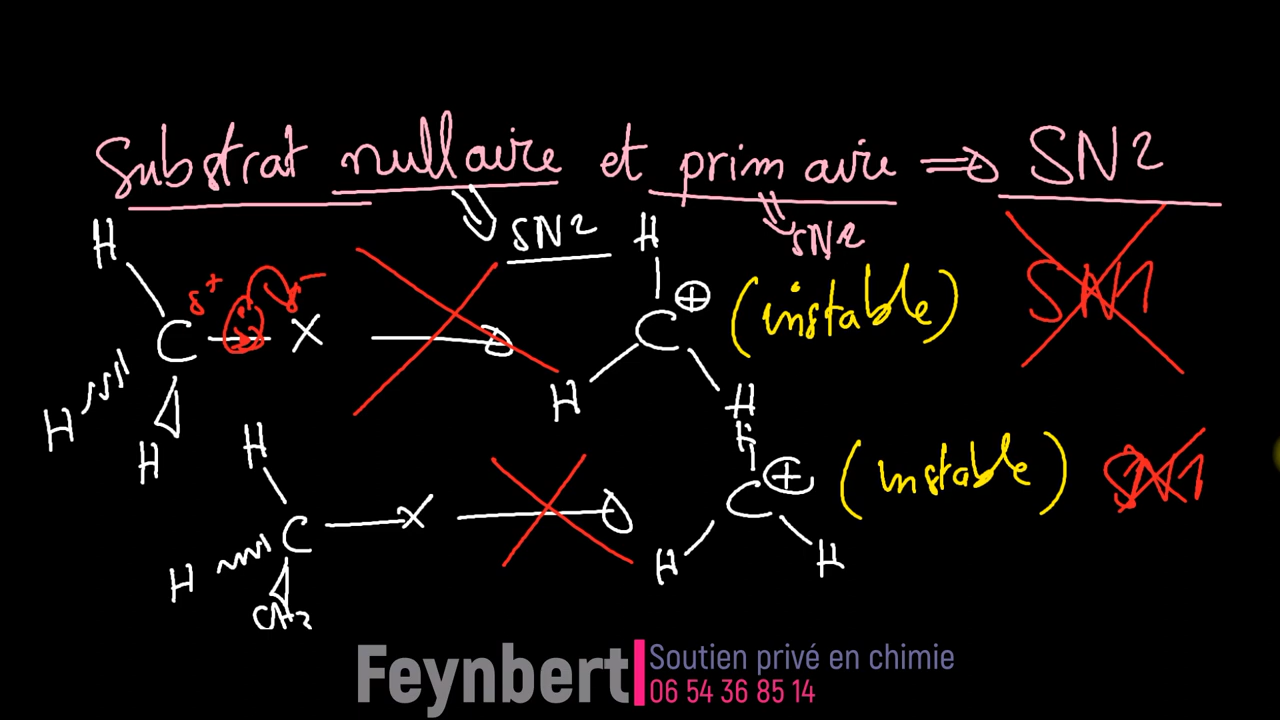 Substrat nullaire et primaire ⇒ SN2
SN2 SN2
H H
δ+ δ-
C X C ⊕ (instable) SN1
H H H H
H
H H
C X C ⊕ (instable) SN1
H H H
CH3
Feynbert
Soutien privé en chimie
06 54 36 85 14